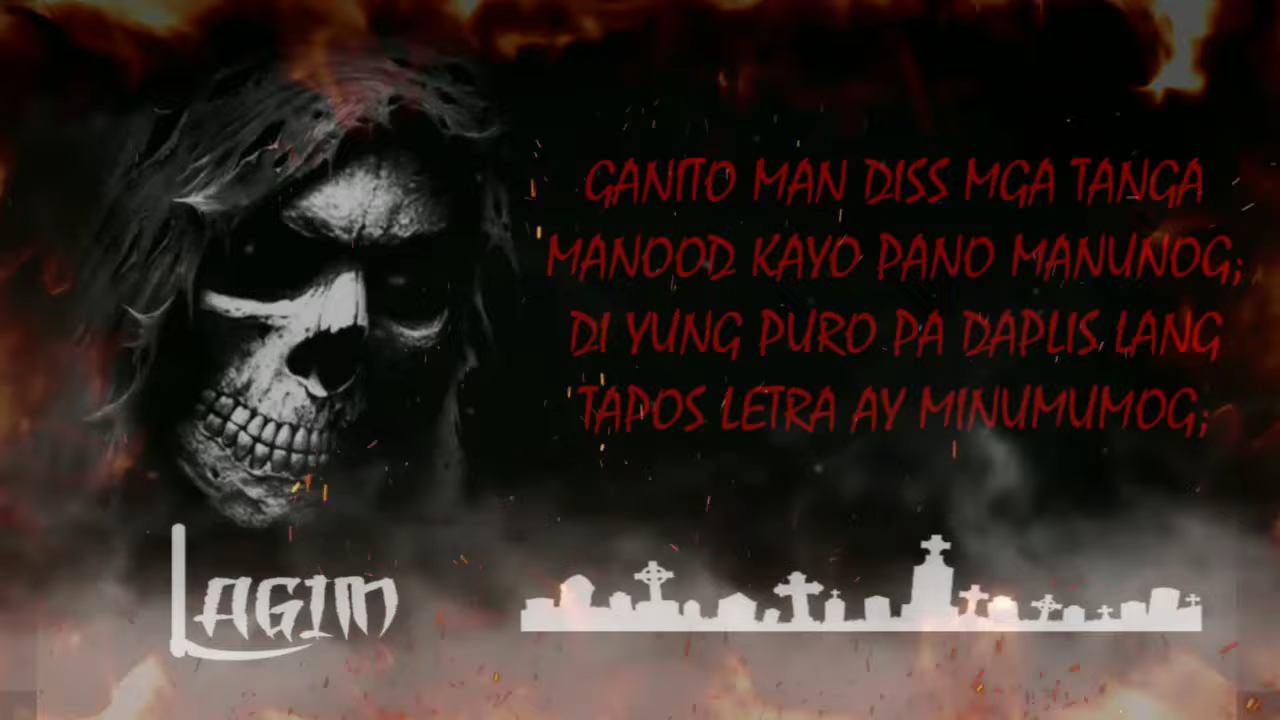 GANITO MAN DISS MGA TANGA
MANOOD KAYO PANO MANUNOG;
DI YUNG PURO PA DAPLIS LANG
TAPOS LETRA AY MINUMUMOG;
LAGIM